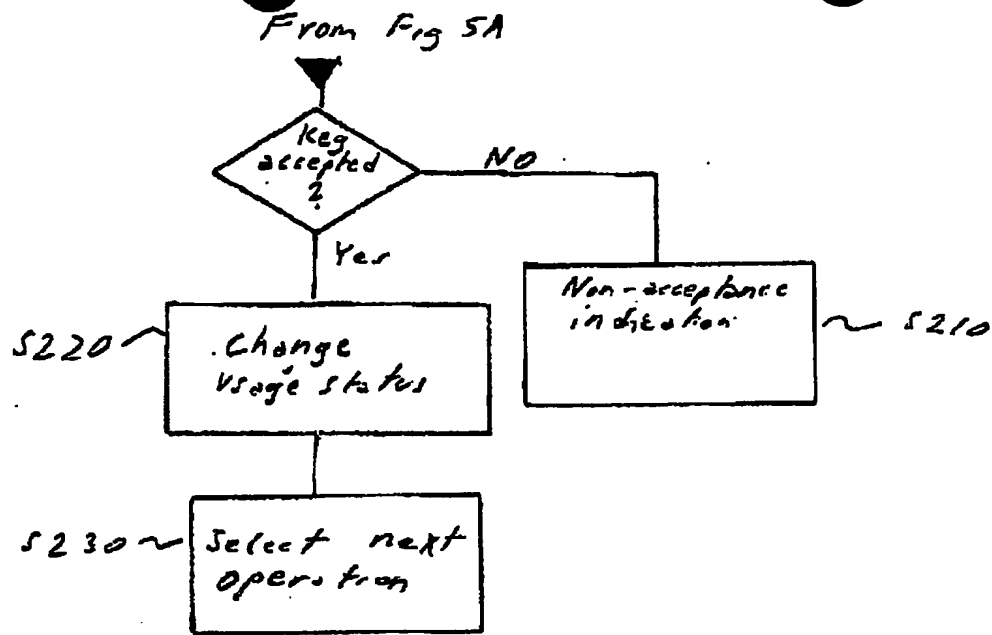 From Fig 5A
Keg
accepted
?
NO
Yes
Non-acceptance
indication
S210
S220
Change
Usage status
S230
Select next
operation